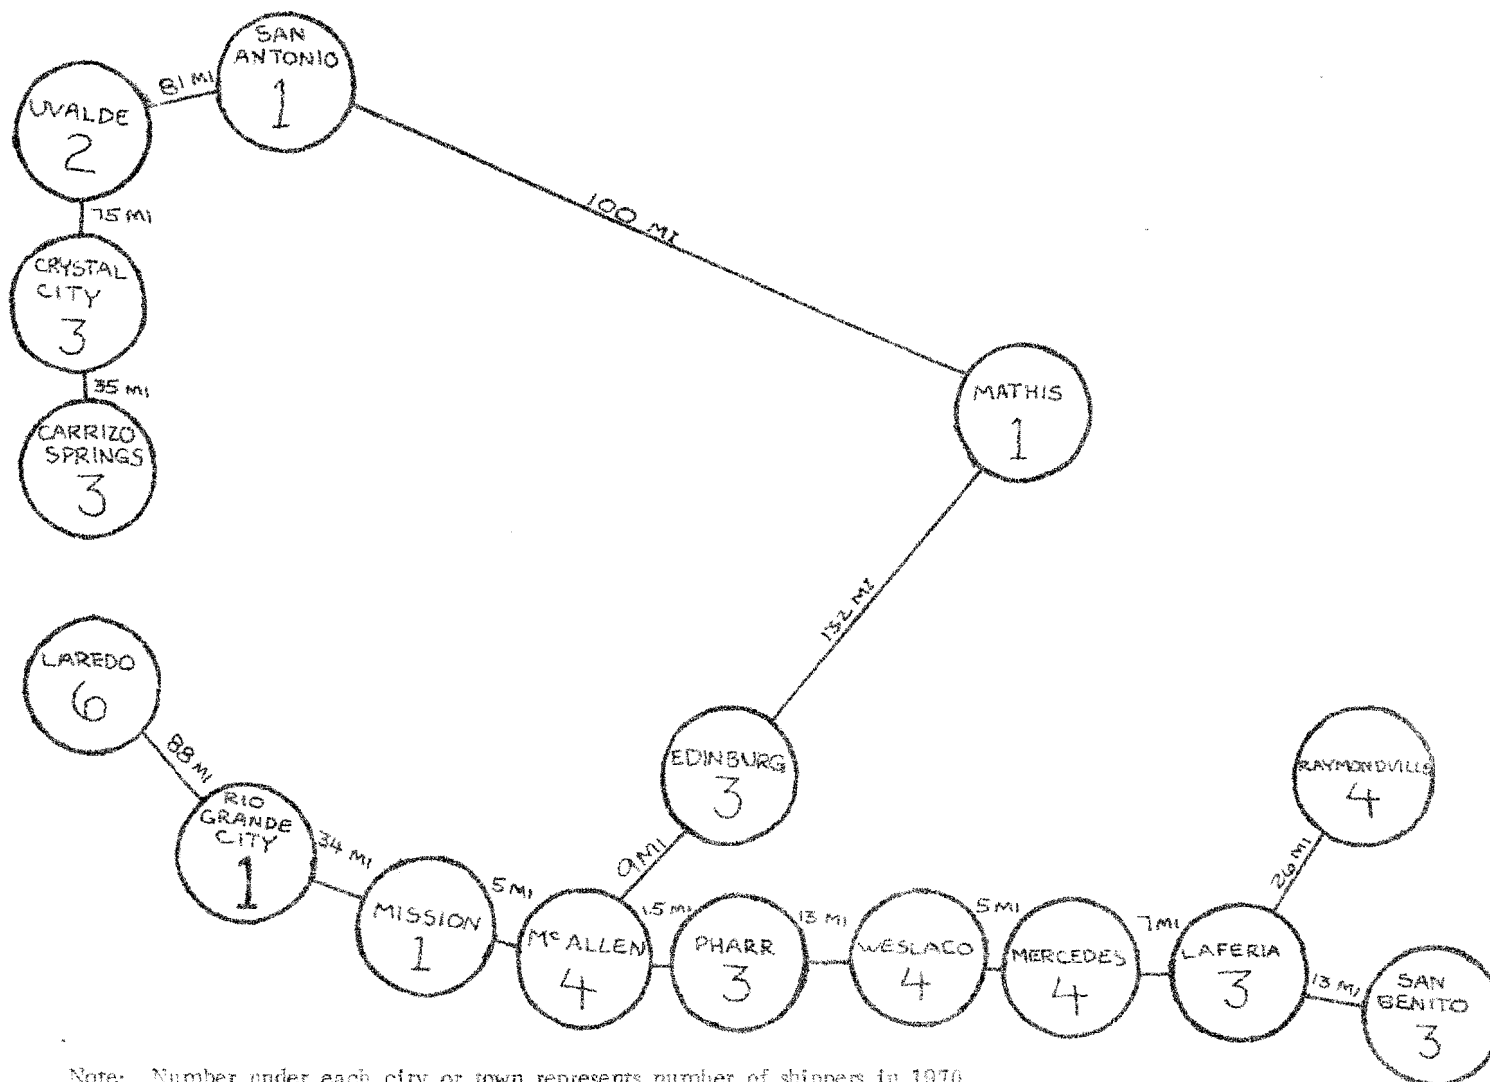 SAN
ANTONIO
1
81 MI
UVALDE
2
75 MI
CRYSTAL
CITY
3
35 MI
CARRIZO
SPRINGS
3
100 MI
MATHIS
1
132 MI
LAREDO
6
88 MI
RIO
GRANDE
CITY
1
34 MI
MISSION
1
5 MI
McALLEN
4
9 MI
EDINBURG
3
1.5 MI
PHARR
3
13 MI
WESLACO
4
5 MI
MERCEDES
4
7 MI
LAFERIA
3
26 MI
RAYMONDVILLE
4
13 MI
SAN
BENITO
3
Note: Number under each city or town represents number of shippers in 1970